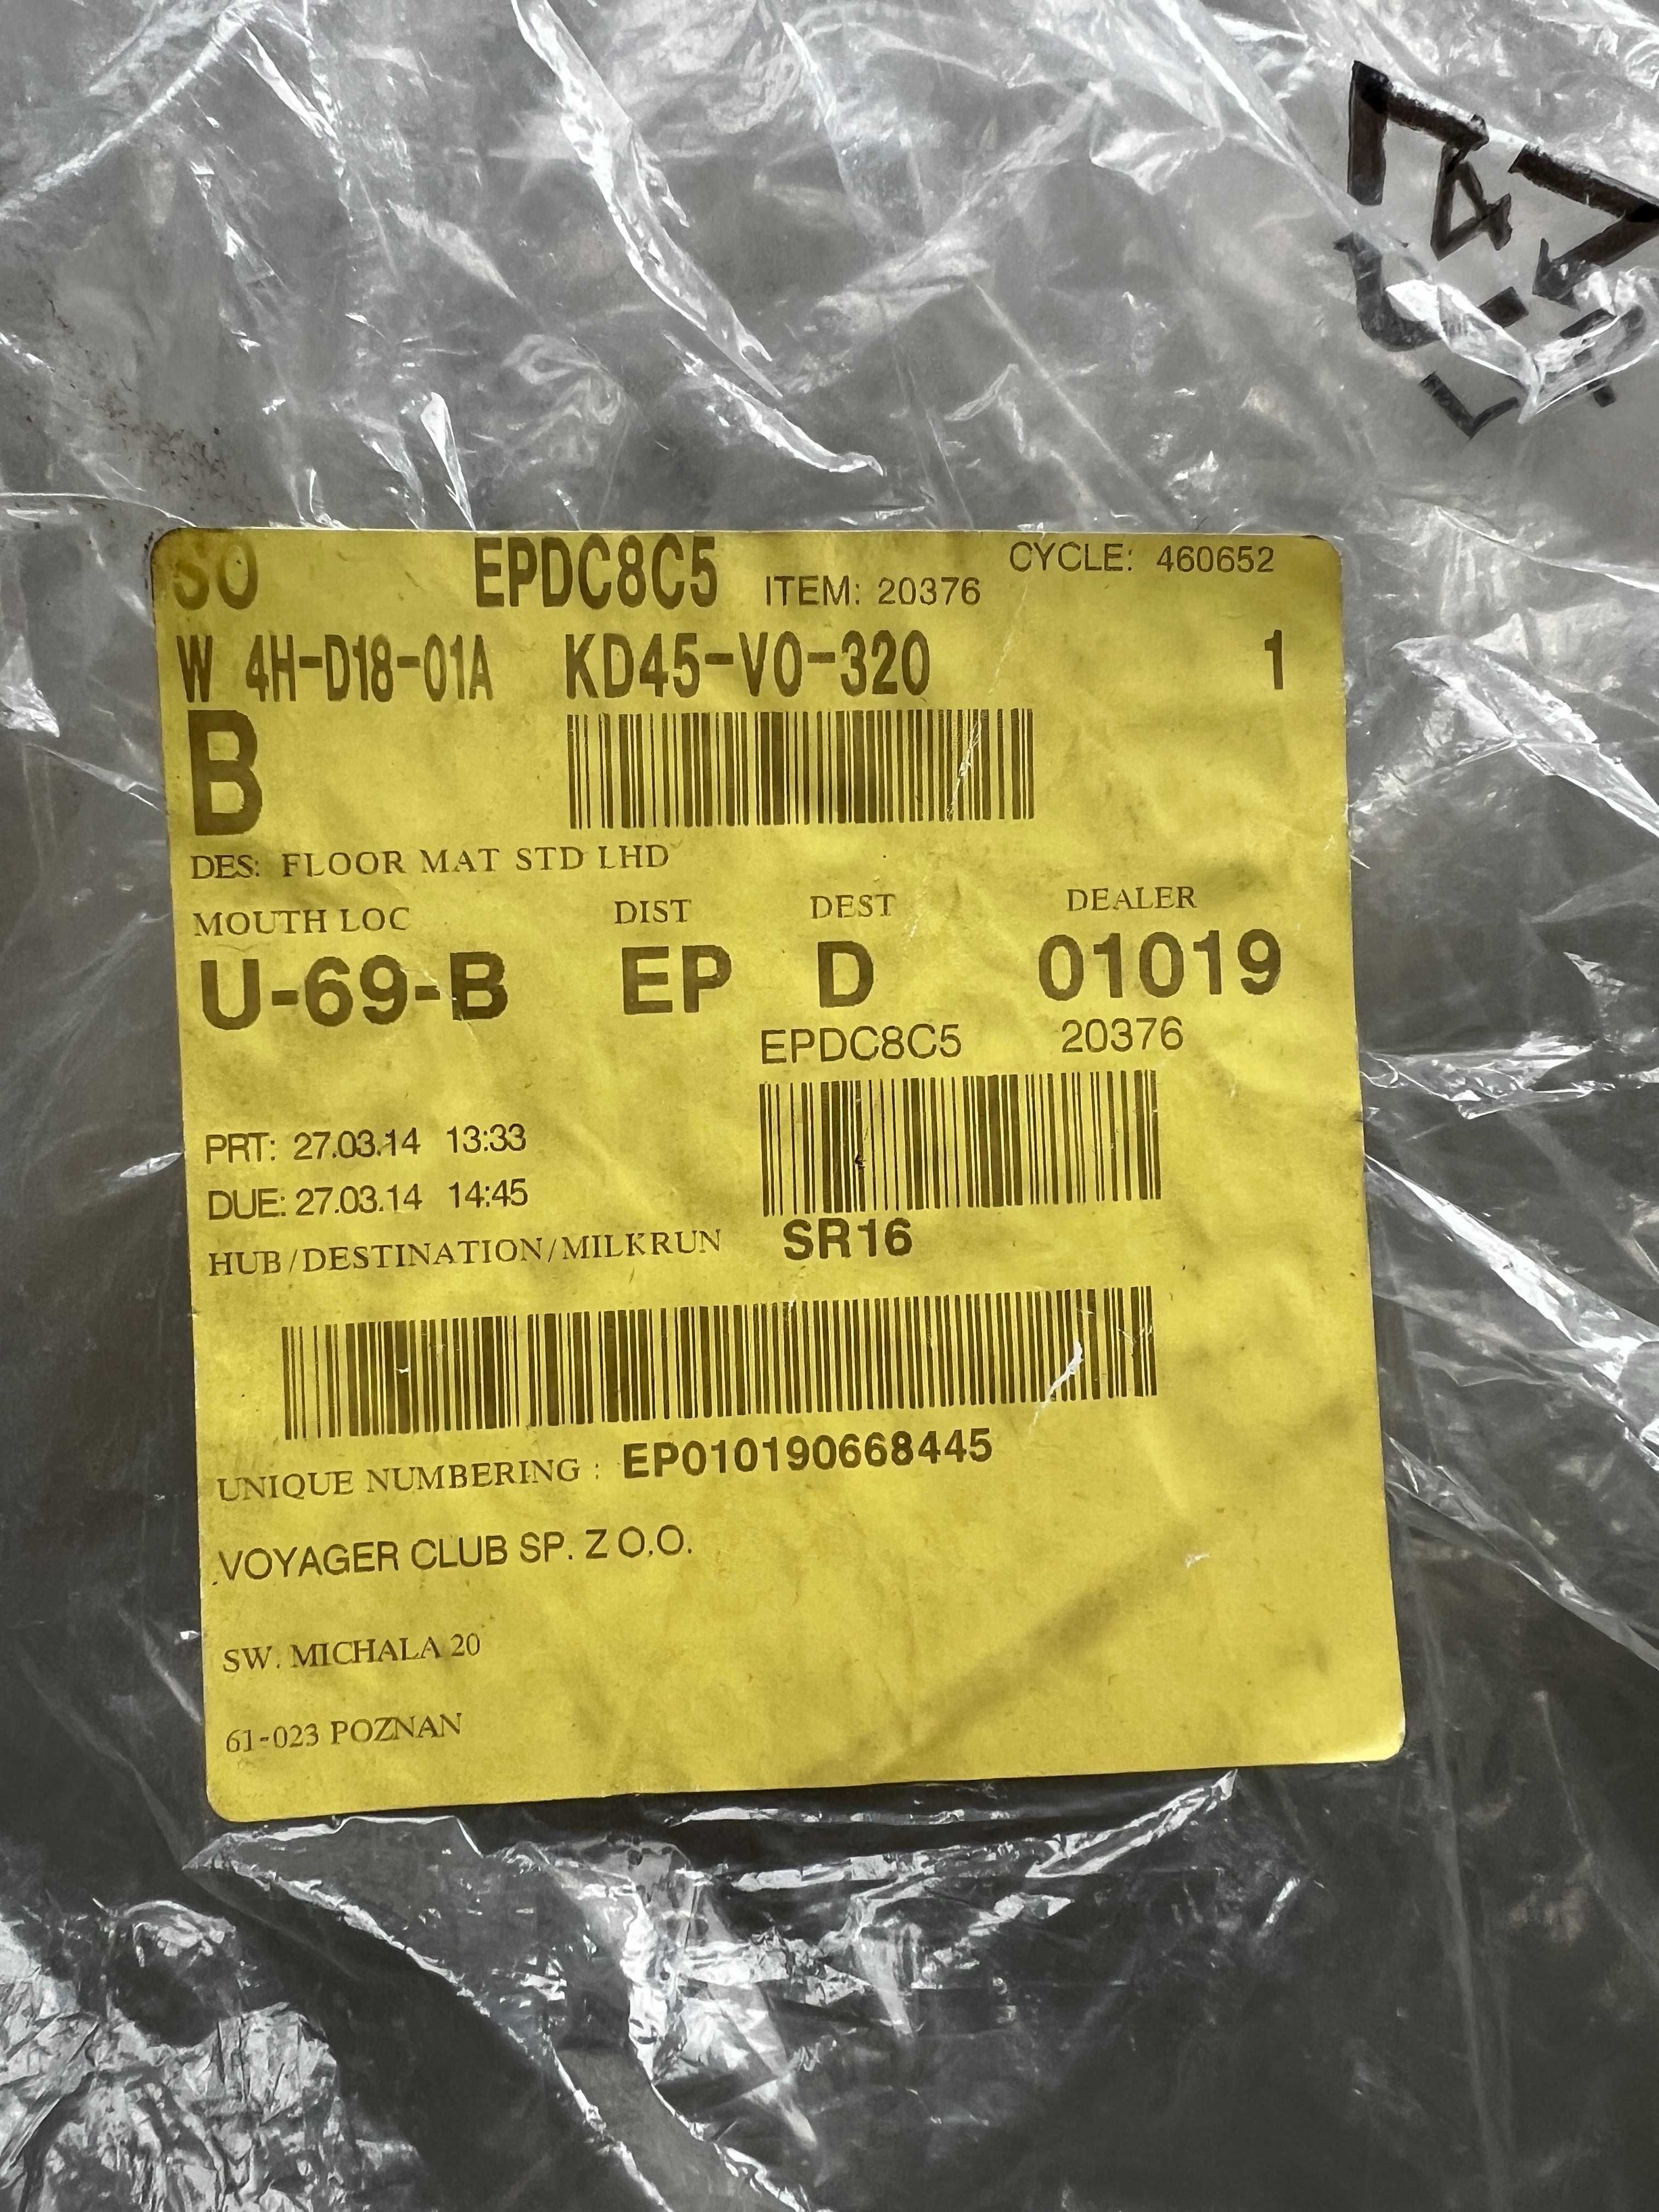 SO EPDC8C5 ITEM: 20376 CYCLE: 460652
W 4H-D18-01A KD45-V0-320 1
B
DES: FLOOR MAT STD LHD
MOUTH LOC DIST DEST DEALER
U-69-B EP D 01019
EPDC8C5 20376
PRT: 27.03.14 13:33
DUE: 27.03.14 14:45
HUB/DESTINATION/MILKRUN SR16
UNIQUE NUMBERING : EP010190668445
VOYAGER CLUB SP. Z O.O.
SW. MICHALA 20
61-023 POZNAN